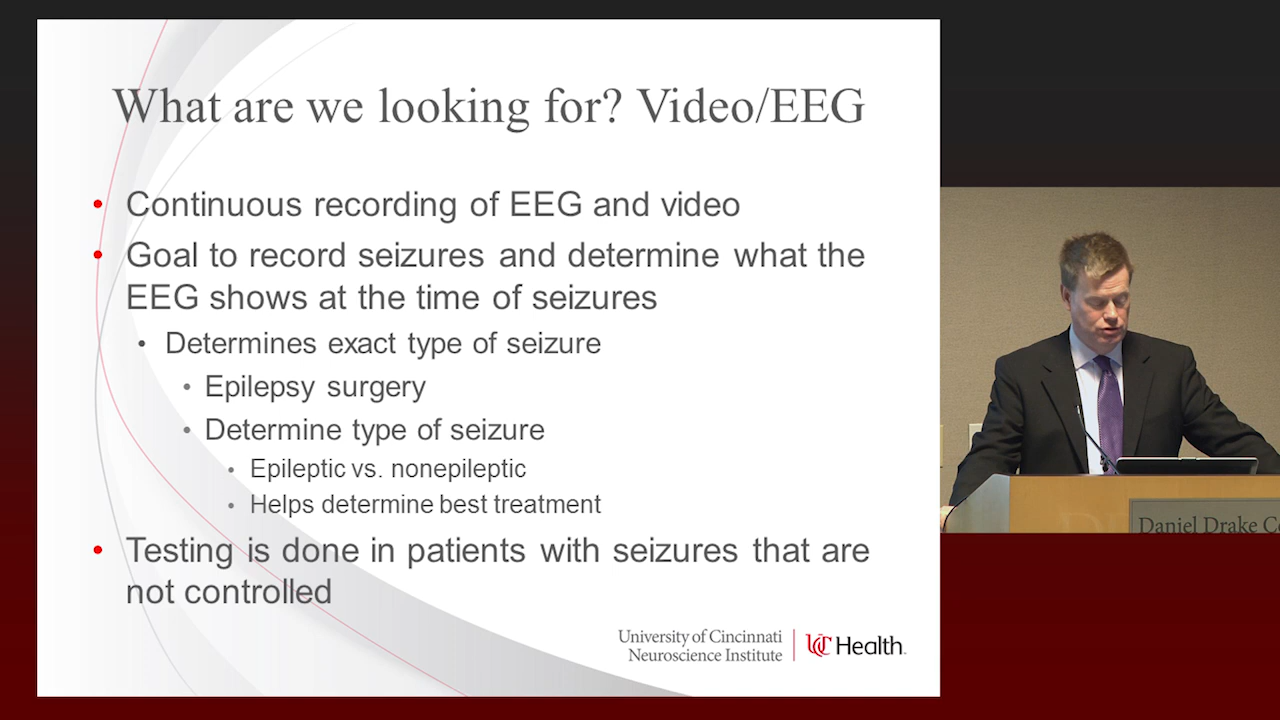 What are we looking for? Video/EEG
• Continuous recording of EEG and video
• Goal to record seizures and determine what the
EEG shows at the time of seizures
• Determines exact type of seizure
• Epilepsy surgery
• Determine type of seizure
• Epileptic vs. nonepileptic
• Helps determine best treatment
• Testing is done in patients with seizures that are
not controlled
University of Cincinnati
Neuroscience Institute
UC Health
Daniel Drake